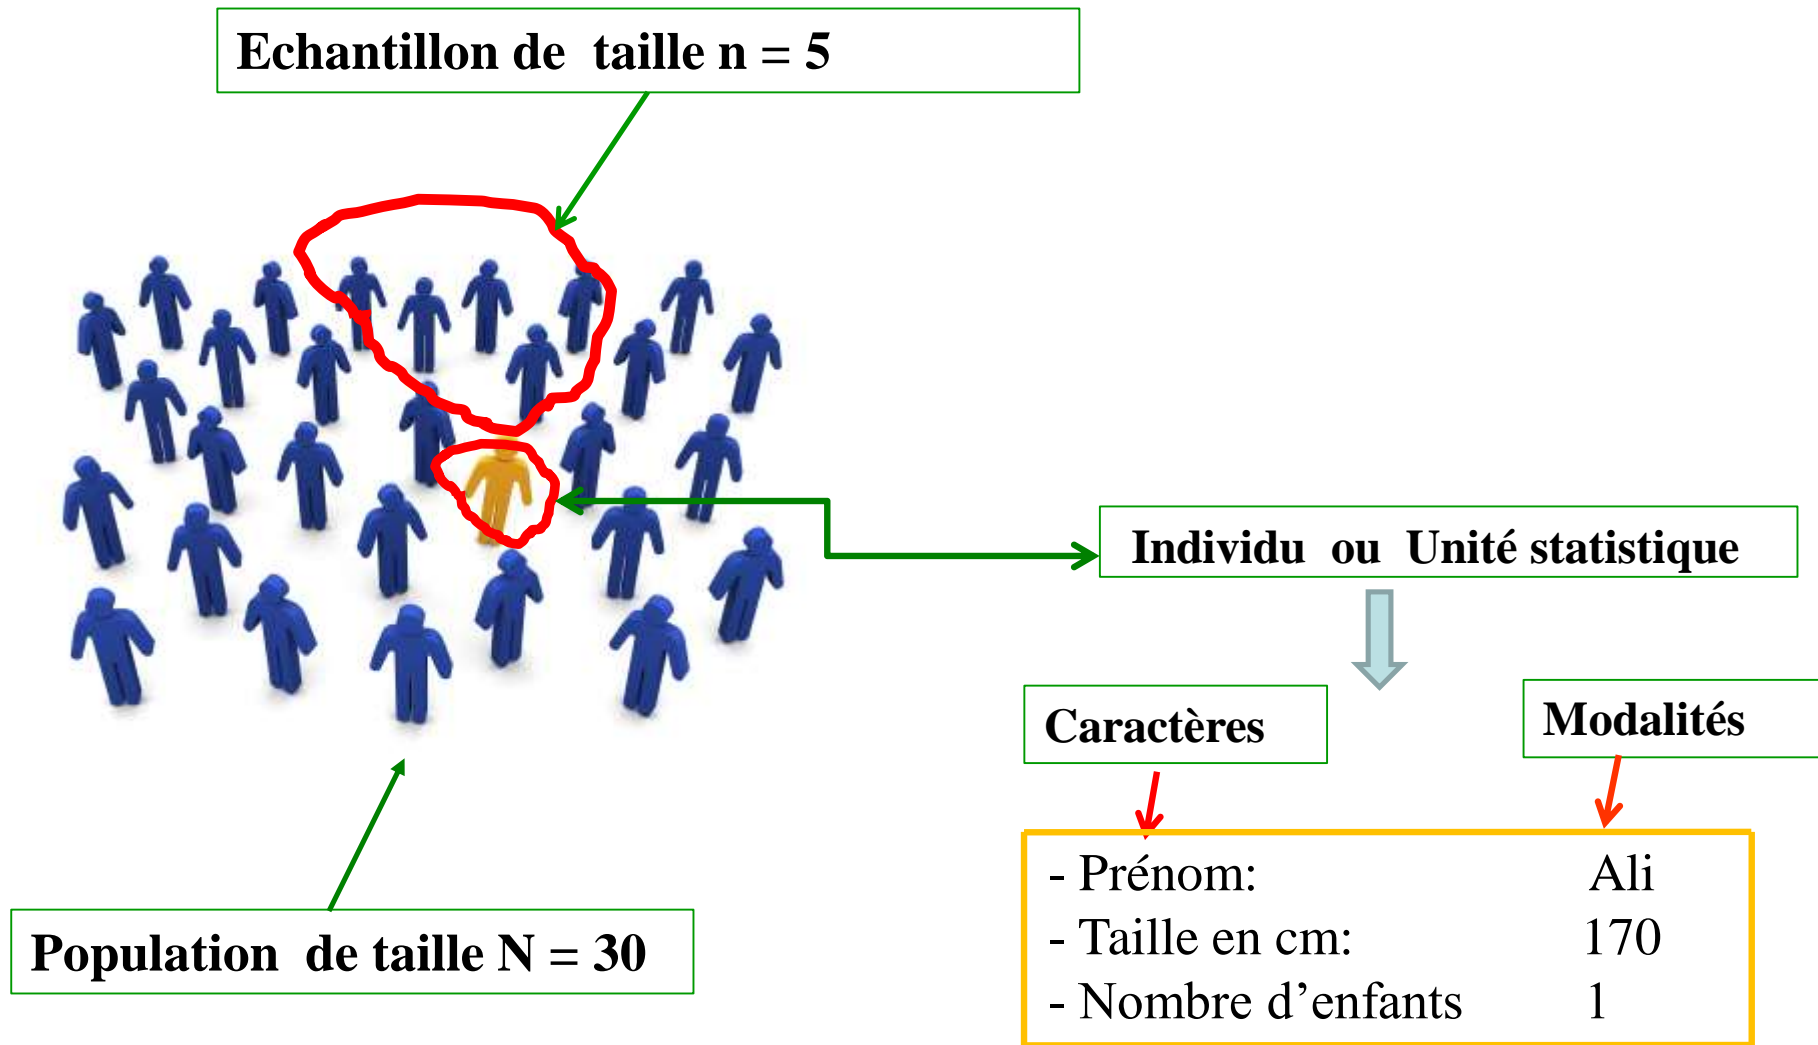 Echantillon de taille n = 5
Individu ou Unité statistique
Caractères
Modalités
- Prénom: Ali
- Taille en cm: 170
- Nombre d’enfants 1
Population de taille N = 30